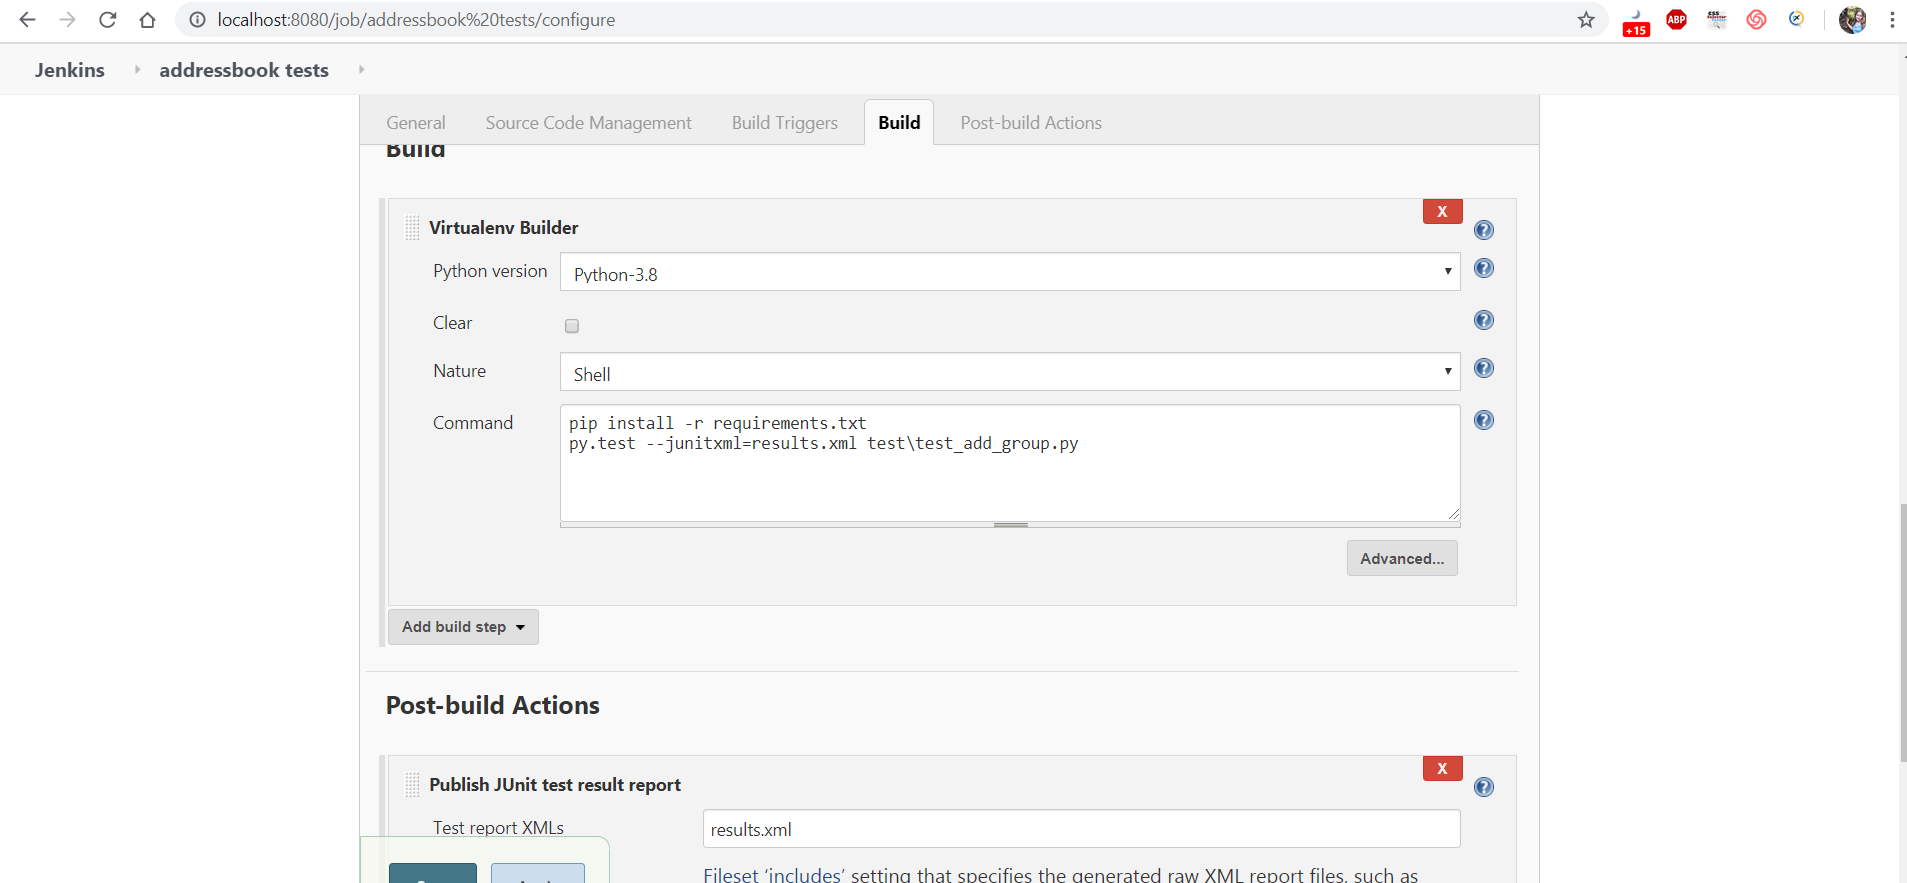 localhost:8080/job/addressbook%20tests/configure
+15
ABP
css
Jenkins
addressbook tests
General
Source Code Management
Build Triggers
Build
Post-build Actions
Build
X
Virtualenv Builder
Python version
Python-3.8
Clear
Nature
Shell
Command
pip install -r requirements.txt
py.test --junitxml=results.xml test\test_add_group.py
Advanced...
Add build step
Post-build Actions
X
Publish JUnit test result report
Test report XMLs
results.xml
Fileset ‘includes’ setting that specifies the generated raw XML report files, such as